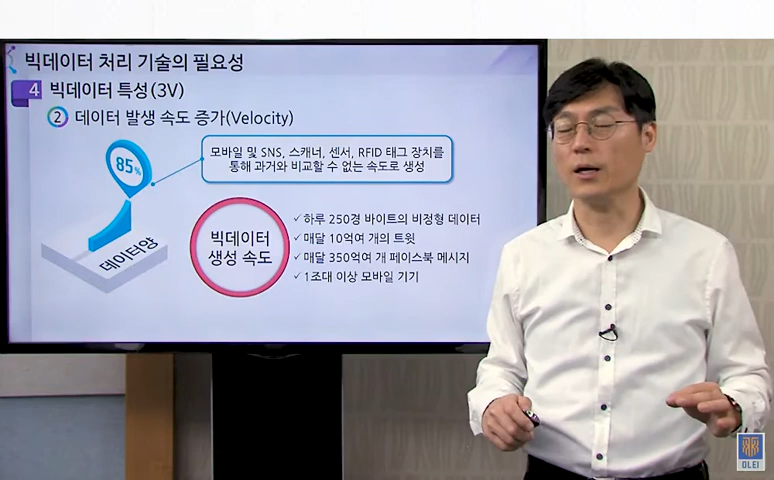 빅데이터 처리 기술의 필요성
4 빅데이터 특성(3V)
2 데이터 발생 속도 증가(Velocity)
85%
모바일 및 SNS, 스캐너, 센서, RFID 태그 장치를
통해 과거와 비교할 수 없는 속도로 생성
데이터양
빅데이터
생성 속도
✓ 하루 250경 바이트의 비정형 데이터
✓ 매달 10억여 개의 트윗
✓ 매달 350억여 개 페이스북 메시지
✓ 1조대 이상 모바일 기기
OLEI